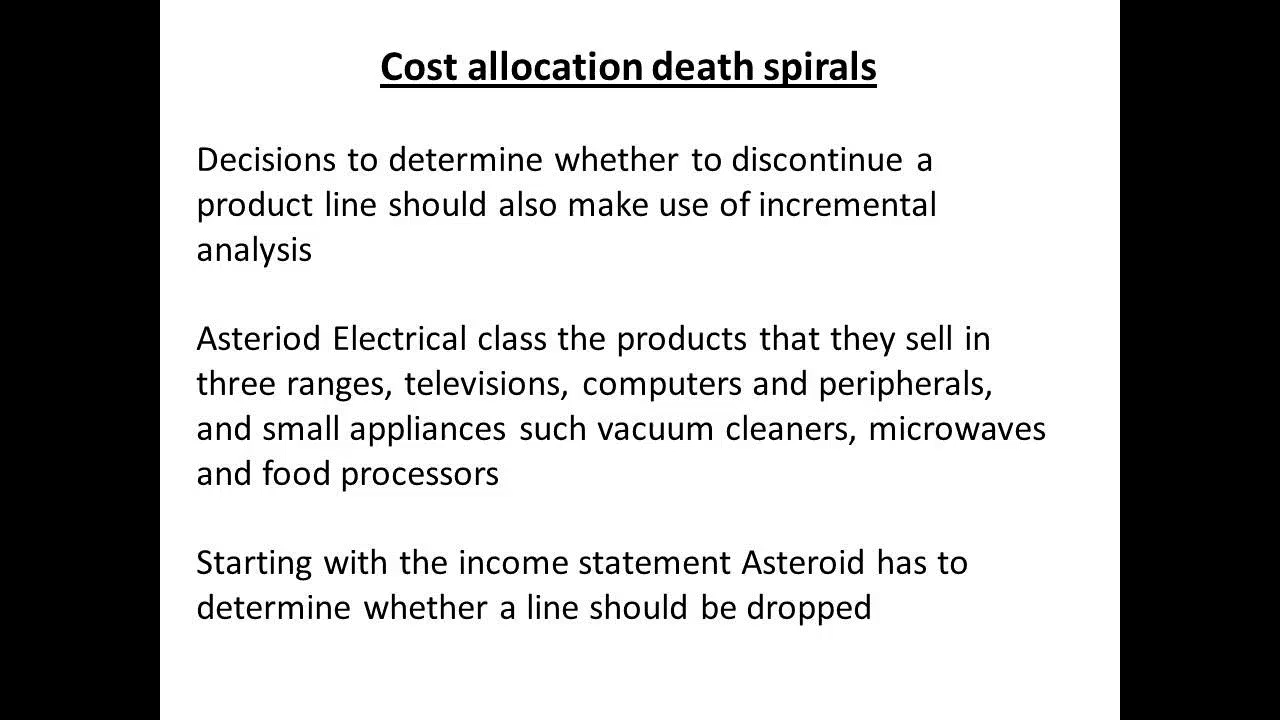 Cost allocation death spirals
Decisions to determine whether to discontinue a
product line should also make use of incremental
analysis
Asteriod Electrical class the products that they sell in
three ranges, televisions, computers and peripherals,
and small appliances such vacuum cleaners, microwaves
and food processors
Starting with the income statement Asteroid has to
determine whether a line should be dropped